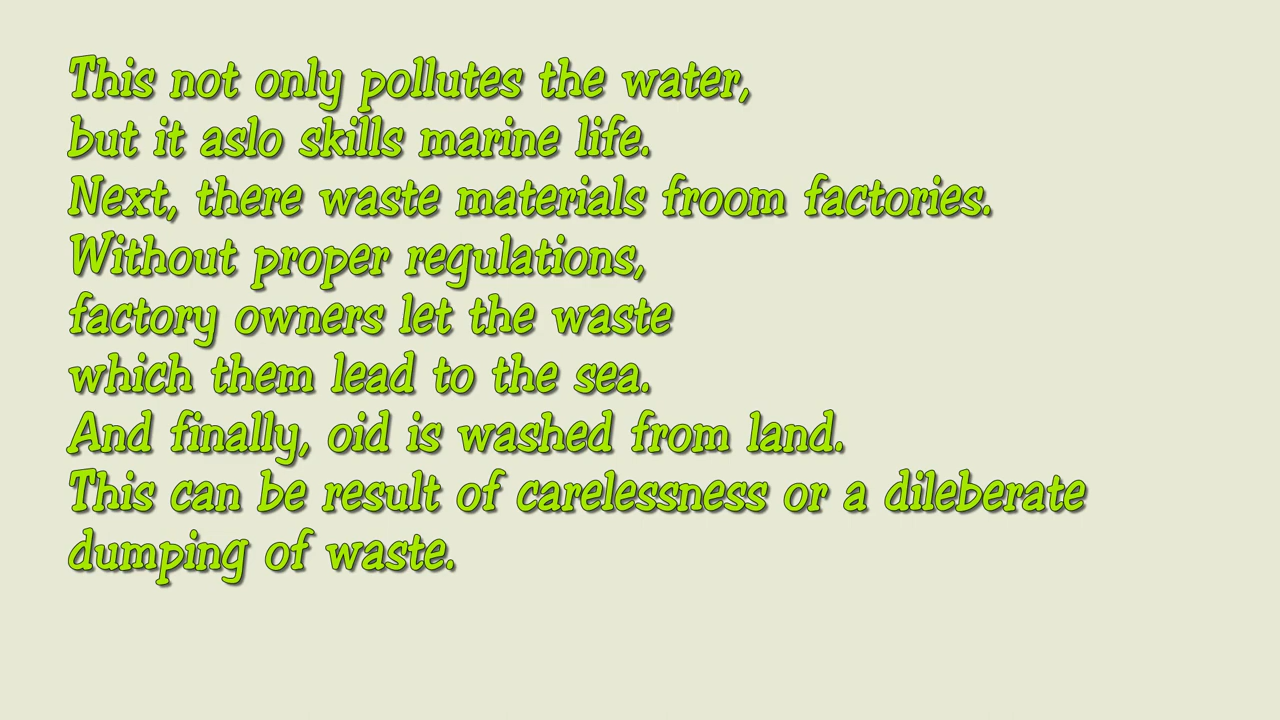 This not only pollutes the water,
but it aslo skills marine life.
Next, there waste materials froom factories.
Without proper regulations,
factory owners let the waste
which them lead to the sea.
And finally, oid is washed from land.
This can be result of carelessness or a dileberate
dumping of waste.